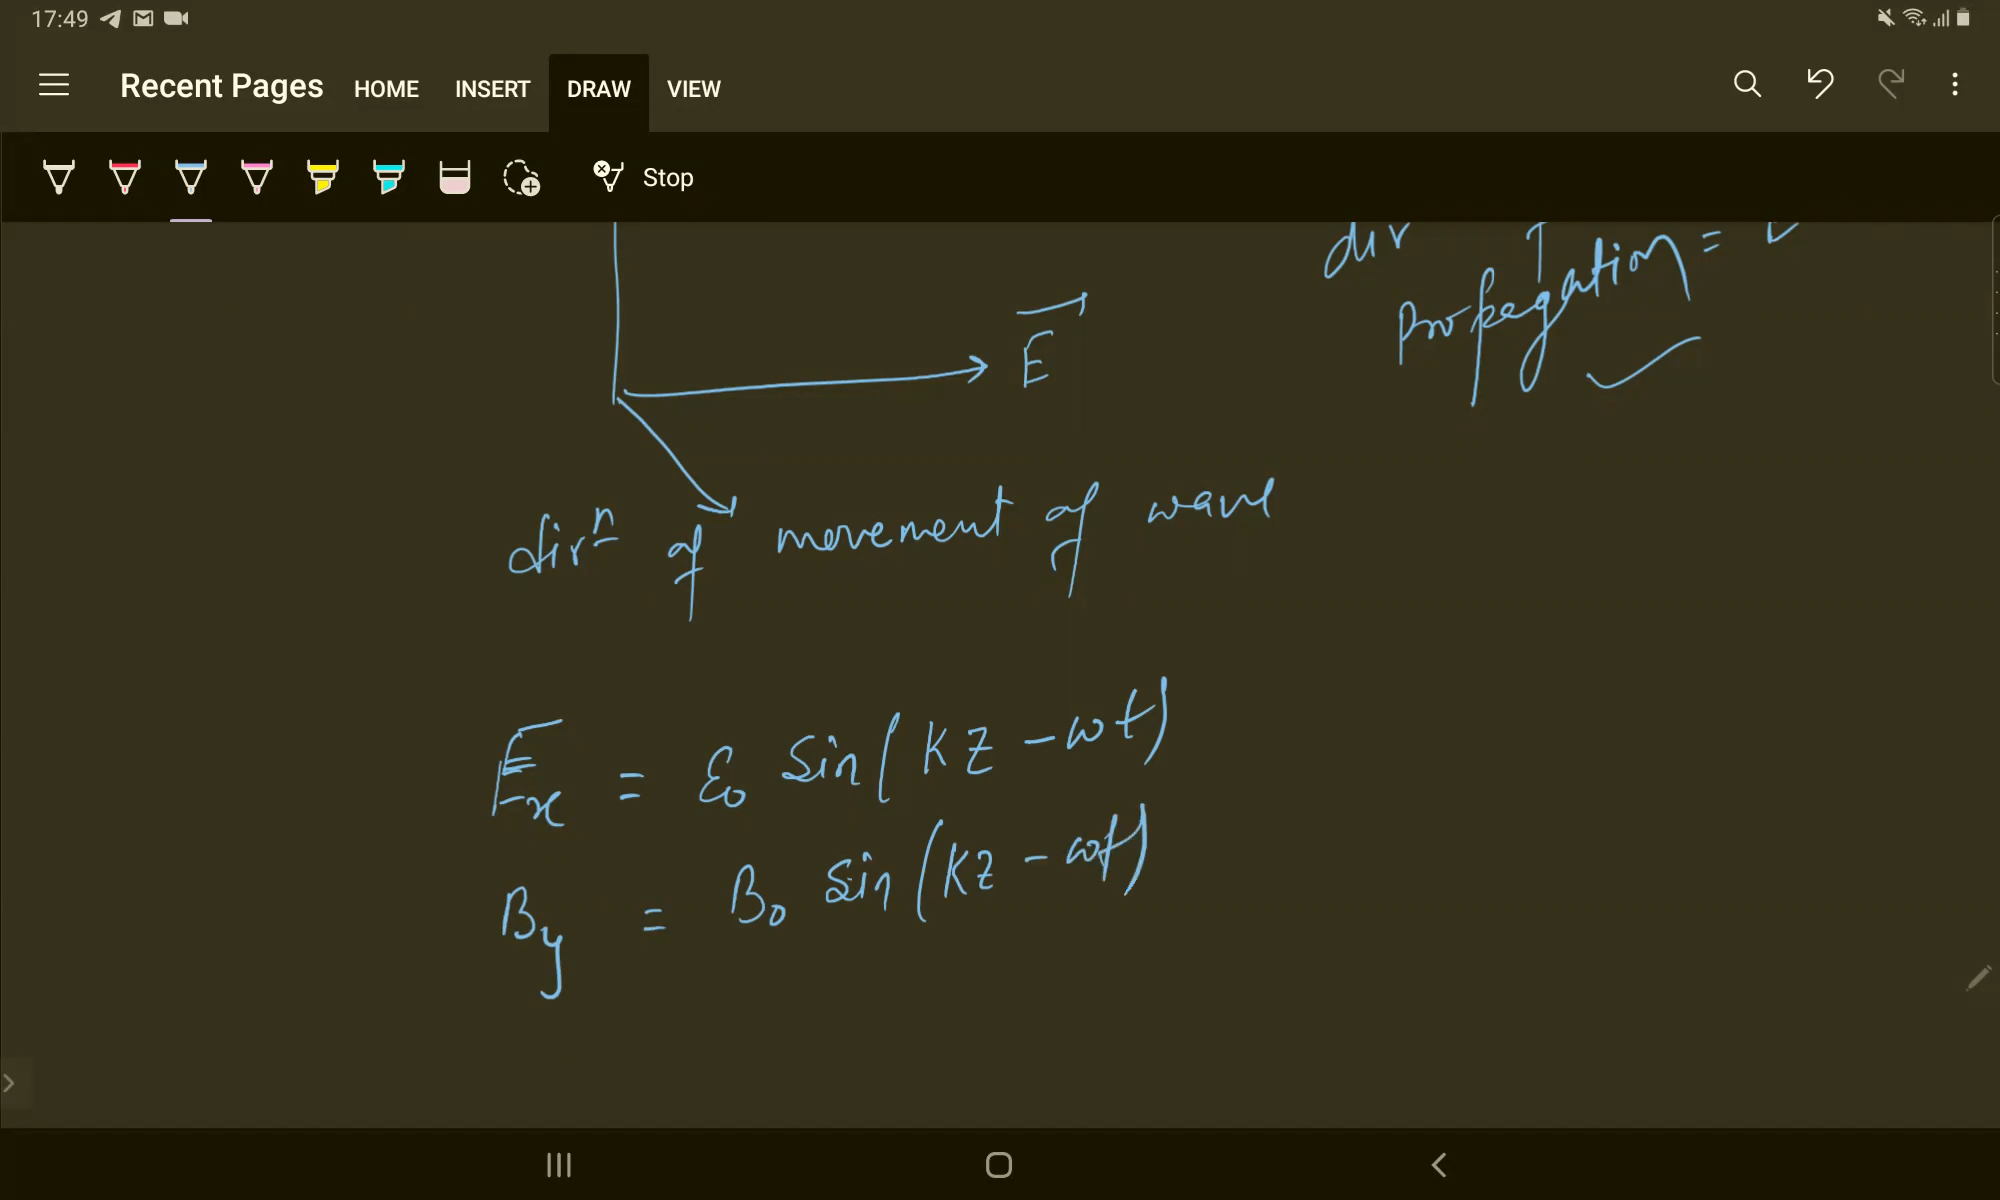 17:49
Recent Pages HOME INSERT DRAW VIEW
Stop
dir
propegation =
E
dirn of movement of wave
Ex = E0 Sin(KZ - ωt)
By = B0 Sin(KZ - ωt)